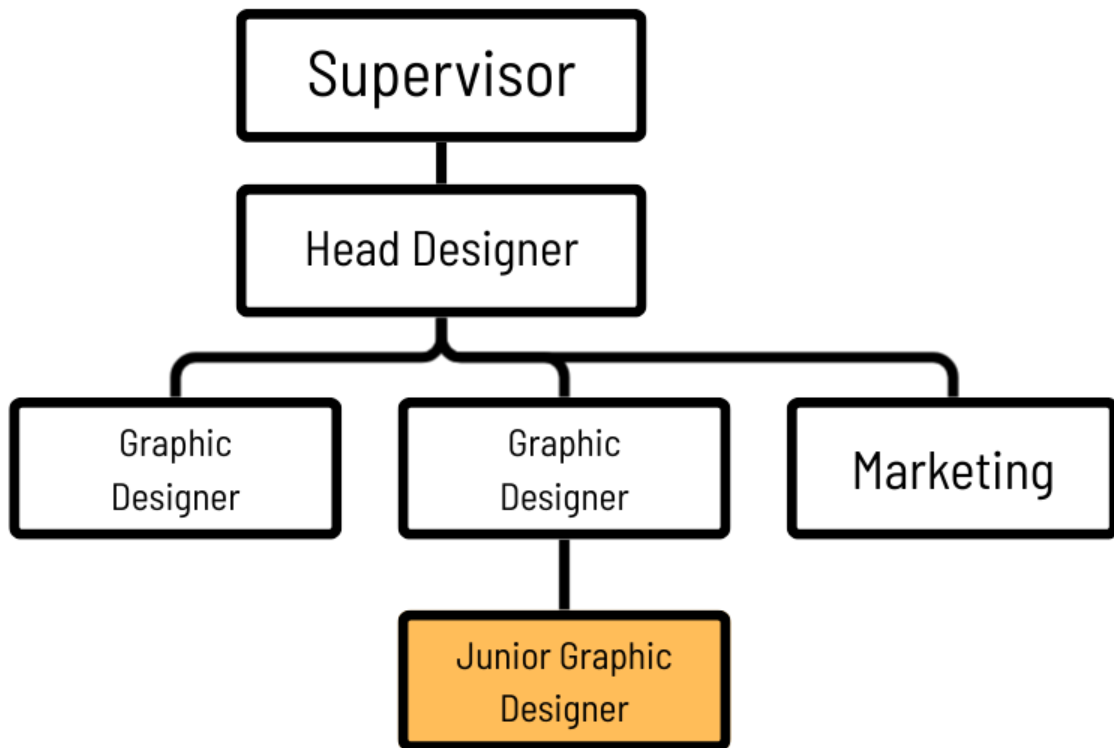 Supervisor
Head Designer
Graphic
Designer
Graphic
Designer
Marketing
Junior Graphic
Designer